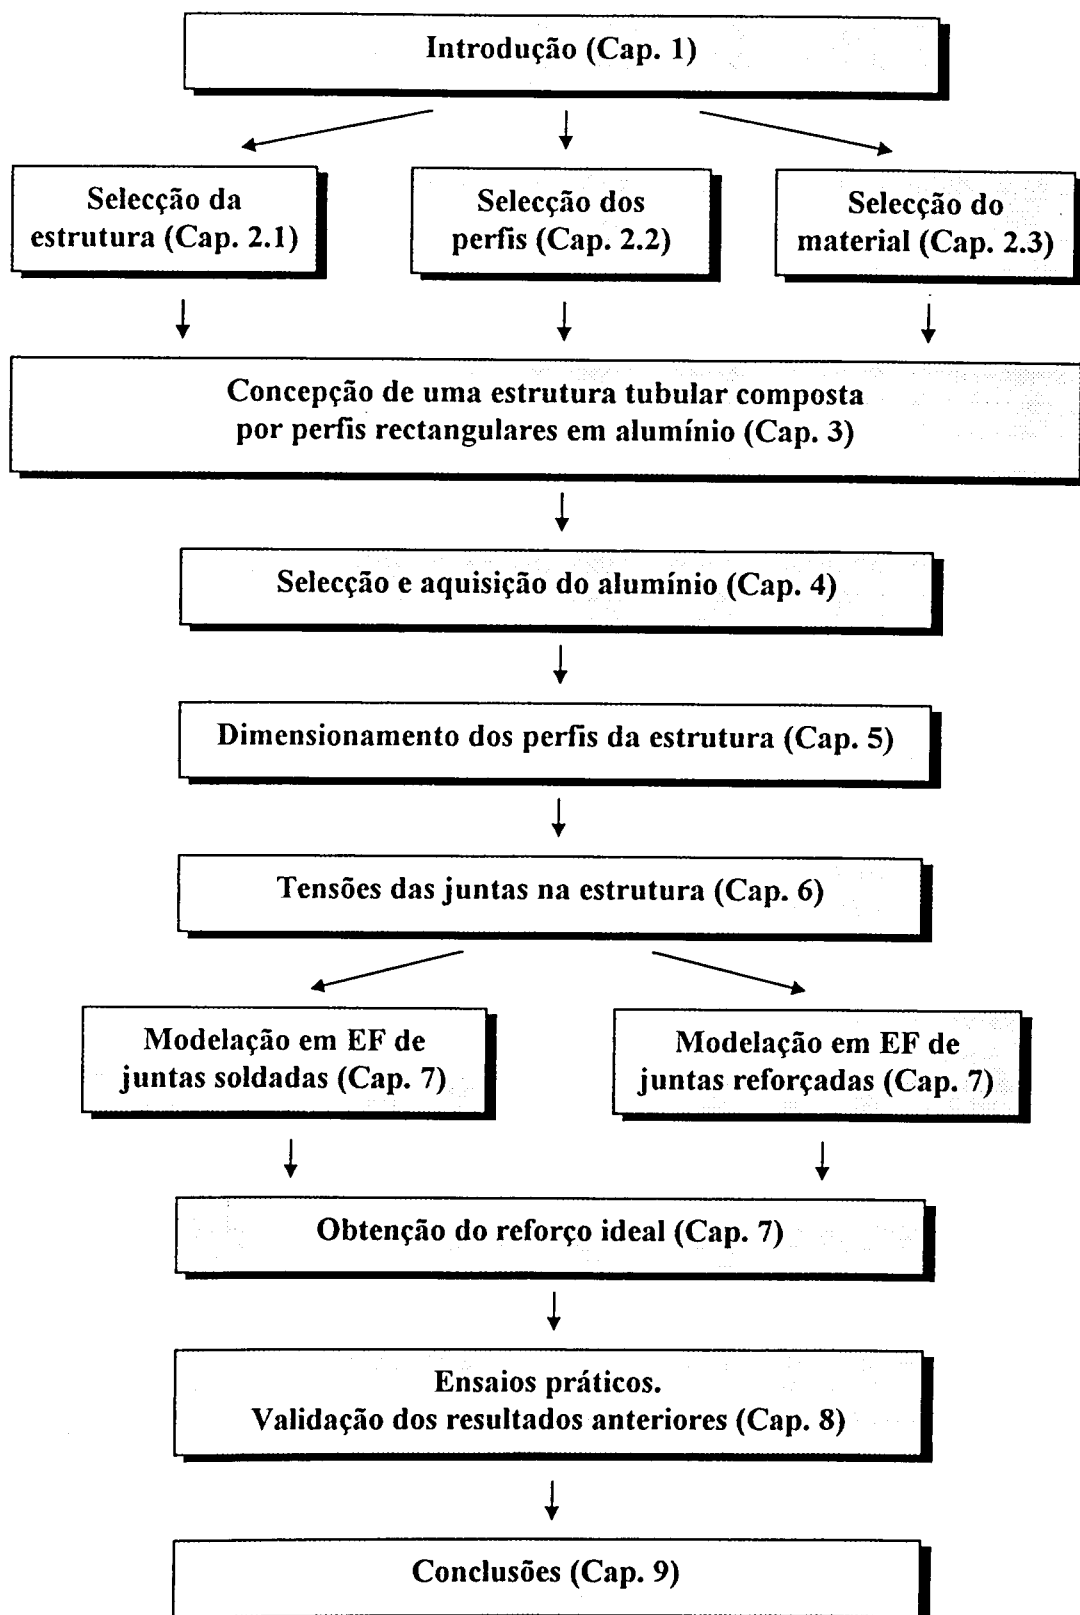 Introdução (Cap. 1)
Selecção da
estrutura (Cap. 2.1)
Selecção dos
perfis (Cap. 2.2)
Selecção do
material (Cap. 2.3)
Concepção de uma estrutura tubular composta
por perfis rectangulares em alumínio (Cap. 3)
Selecção e aquisição do alumínio (Cap. 4)
Dimensionamento dos perfis da estrutura (Cap. 5)
Tensões das juntas na estrutura (Cap. 6)
Modelação em EF de
juntas soldadas (Cap. 7)
Modelação em EF de
juntas reforçadas (Cap. 7)
Obtenção do reforço ideal (Cap. 7)
Ensaios práticos.
Validação dos resultados anteriores (Cap. 8)
Conclusões (Cap. 9)